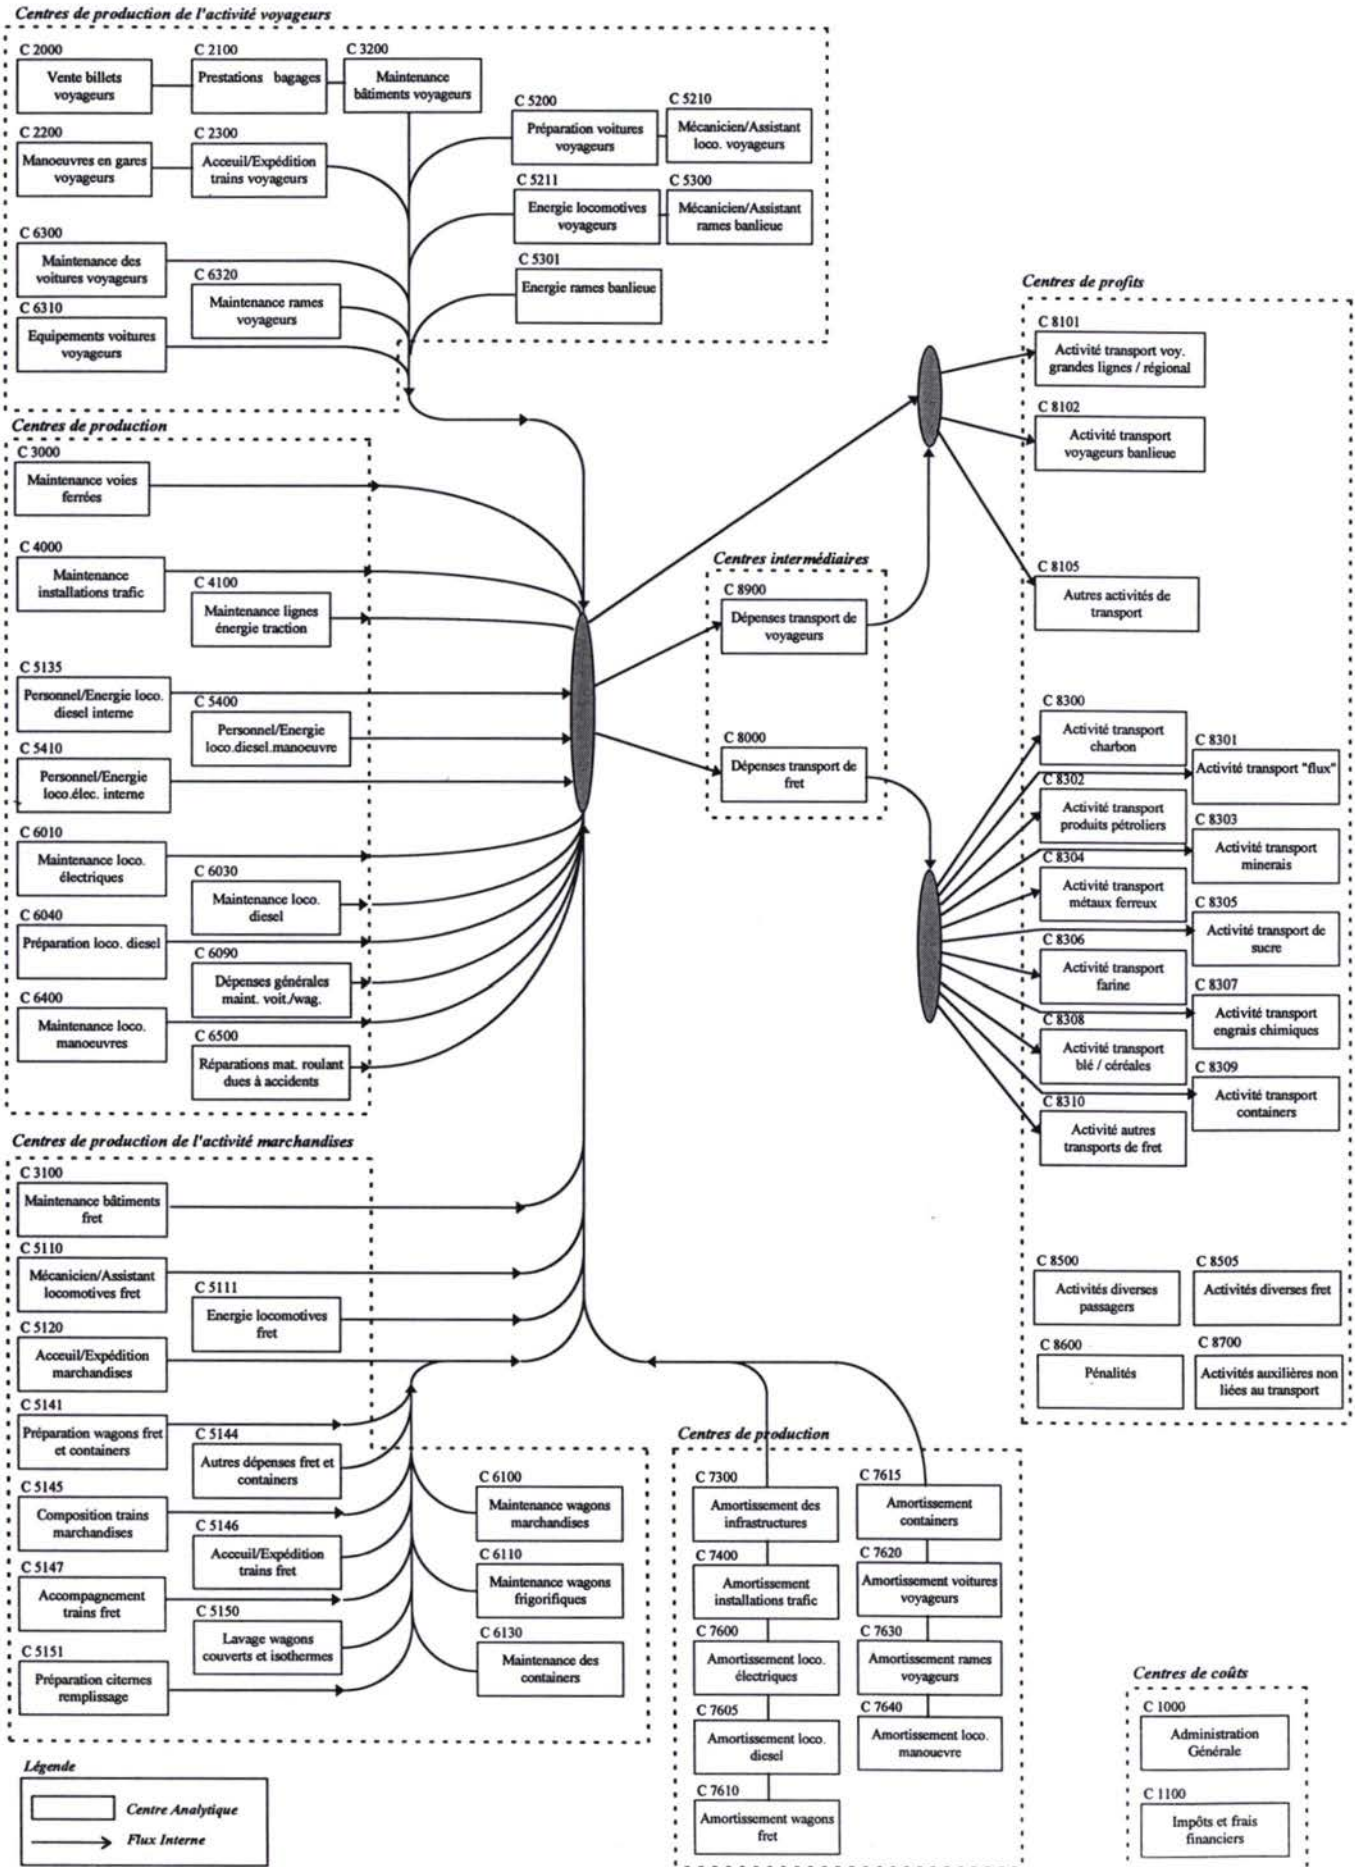 Centres de production de l'activité voyageurs
C 2000
Vente billets
voyageurs
C 2100
Prestations bagages
C 3200
Maintenance
bâtiments voyageurs
C 2200
Manoeuvres en gares
voyageurs
C 2300
Acceuil/Expédition
trains voyageurs
C 5200
Préparation voitures
voyageurs
C 5210
Mécanicien/Assistant
loco. voyageurs
C 5211
Energie locomotives
voyageurs
C 5300
Mécanicien/Assistant
rames banlieue
C 5301
Energie rames banlieue
C 6300
Maintenance des
voitures voyageurs
C 6320
Maintenance rames
voyageurs
C 6310
Equipements voitures
voyageurs
Centres de production
C 3000
Maintenance voies
ferrées
C 4000
Maintenance
installations trafic
C 4100
Maintenance lignes
énergie traction
C 5135
Personnel/Energie loco.
diesel interne
C 5400
Personnel/Energie
loco.diesel.manoeuvre
C 5410
Personnel/Energie
loco.élec. interne
C 6010
Maintenance loco.
électriques
C 6030
Maintenance loco.
diesel
C 6040
Préparation loco. diesel
C 6090
Dépenses générales
maint. voit./wag.
C 6400
Maintenance loco.
manoeuvres
C 6500
Réparations mat. roulant
dues à accidents
Centres intermédiaires
C 8900
Dépenses transport de
voyageurs
C 8000
Dépenses transport de
fret
Centres de profits
C 8101
Activité transport voy.
grandes lignes / régional
C 8102
Activité transport
voyageurs banlieue
C 8105
Autres activités de
transport
C 8300
Activité transport
charbon
C 8301
Activité transport "flux"
C 8302
Activité transport
produits pétroliers
C 8303
Activité transport
minerais
C 8304
Activité transport
métaux ferreux
C 8305
Activité transport de
sucre
C 8306
Activité transport
farine
C 8307
Activité transport
engrais chimiques
C 8308
Activité transport
blé / céréales
C 8309
Activité transport
containers
C 8310
Activité autres
transports de fret
C 8500
Activités diverses
passagers
C 8505
Activités diverses fret
C 8600
Pénalités
C 8700
Activités auxilières non
liées au transport
Centres de production de l'activité marchandises
C 3100
Maintenance bâtiments
fret
C 5110
Mécanicien/Assistant
locomotives fret
C 5111
Energie locomotives
fret
C 5120
Acceuil/Expédition
marchandises
C 5141
Préparation wagons fret
et containers
C 5144
Autres dépenses fret et
containers
C 5145
Composition trains
marchandises
C 5146
Acceuil/Expédition
trains fret
C 5147
Accompagnement
trains fret
C 5150
Lavage wagons
couverts et isothermes
C 5151
Préparation citernes
remplissage
C 6100
Maintenance wagons
marchandises
C 6110
Maintenance wagons
frigorifiques
C 6130
Maintenance des
containers
Centres de production
C 7300
Amortissement des
infrastructures
C 7400
Amortissement
installations trafic
C 7600
Amortissement loco.
électriques
C 7605
Amortissement loco.
diesel
C 7610
Amortissement wagons
fret
C 7615
Amortissement
containers
C 7620
Amortissement voitures
voyageurs
C 7630
Amortissement rames
voyageurs
C 7640
Amortissement loco.
manouevre
Centres de coûts
C 1000
Administration
Générale
C 1100
Impôts et frais
financiers
Légende
Centre Analytique
Flux Interne